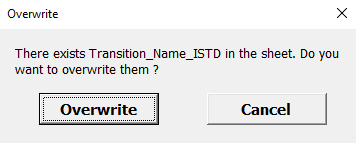 Overwrite
There exists Transition_Name_ISTD in the sheet. Do you
want to overwrite them ?
Overwrite
Cancel